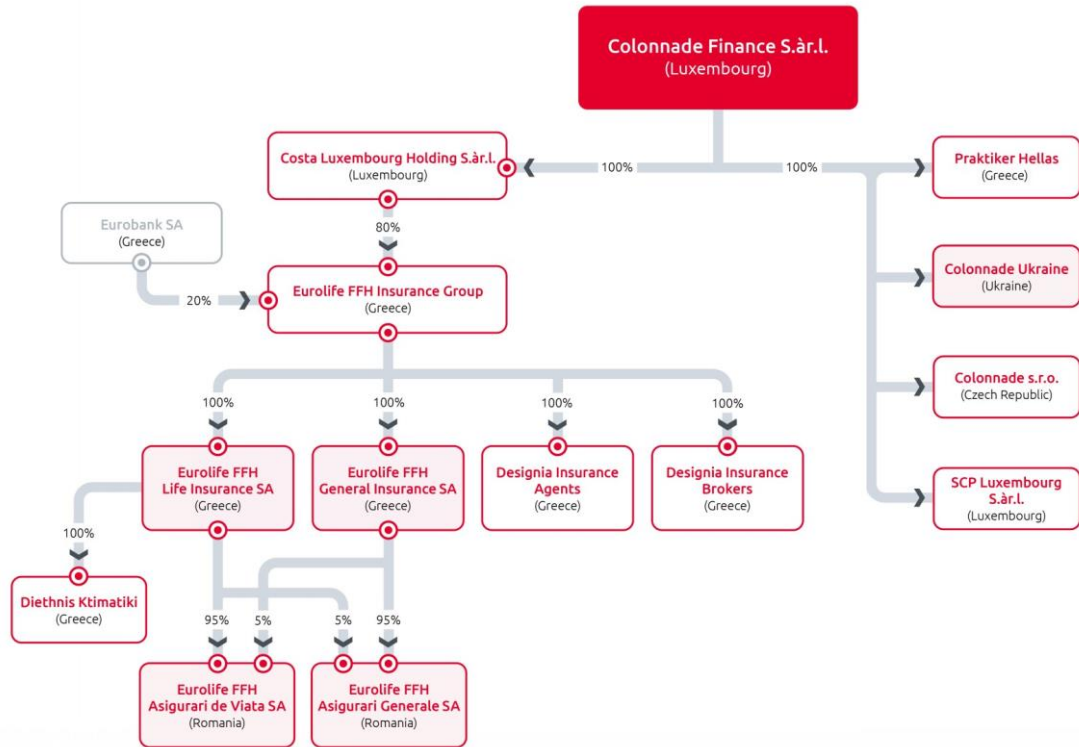 Colonnade Finance S.àr.l.
(Luxembourg)
Costa Luxembourg Holding S.àr.l.
(Luxembourg)
100%
100%
Praktiker Hellas
(Greece)
Eurobank SA
(Greece)
80%
Colonnade Ukraine
(Ukraine)
20%
Eurolife FFH Insurance Group
(Greece)
Colonnade s.r.o.
(Czech Republic)
100%
100%
100%
100%
Eurolife FFH
Life Insurance SA
(Greece)
Eurolife FFH
General Insurance SA
(Greece)
Designia Insurance
Agents
(Greece)
Designia Insurance
Brokers
(Greece)
SCP Luxembourg
S.àr.l.
(Luxembourg)
100%
Diethnis Ktimatiki
(Greece)
95%
5%
5%
95%
Eurolife FFH
Asigurari de Viata SA
(Romania)
Eurolife FFH
Asigurari Generale SA
(Romania)